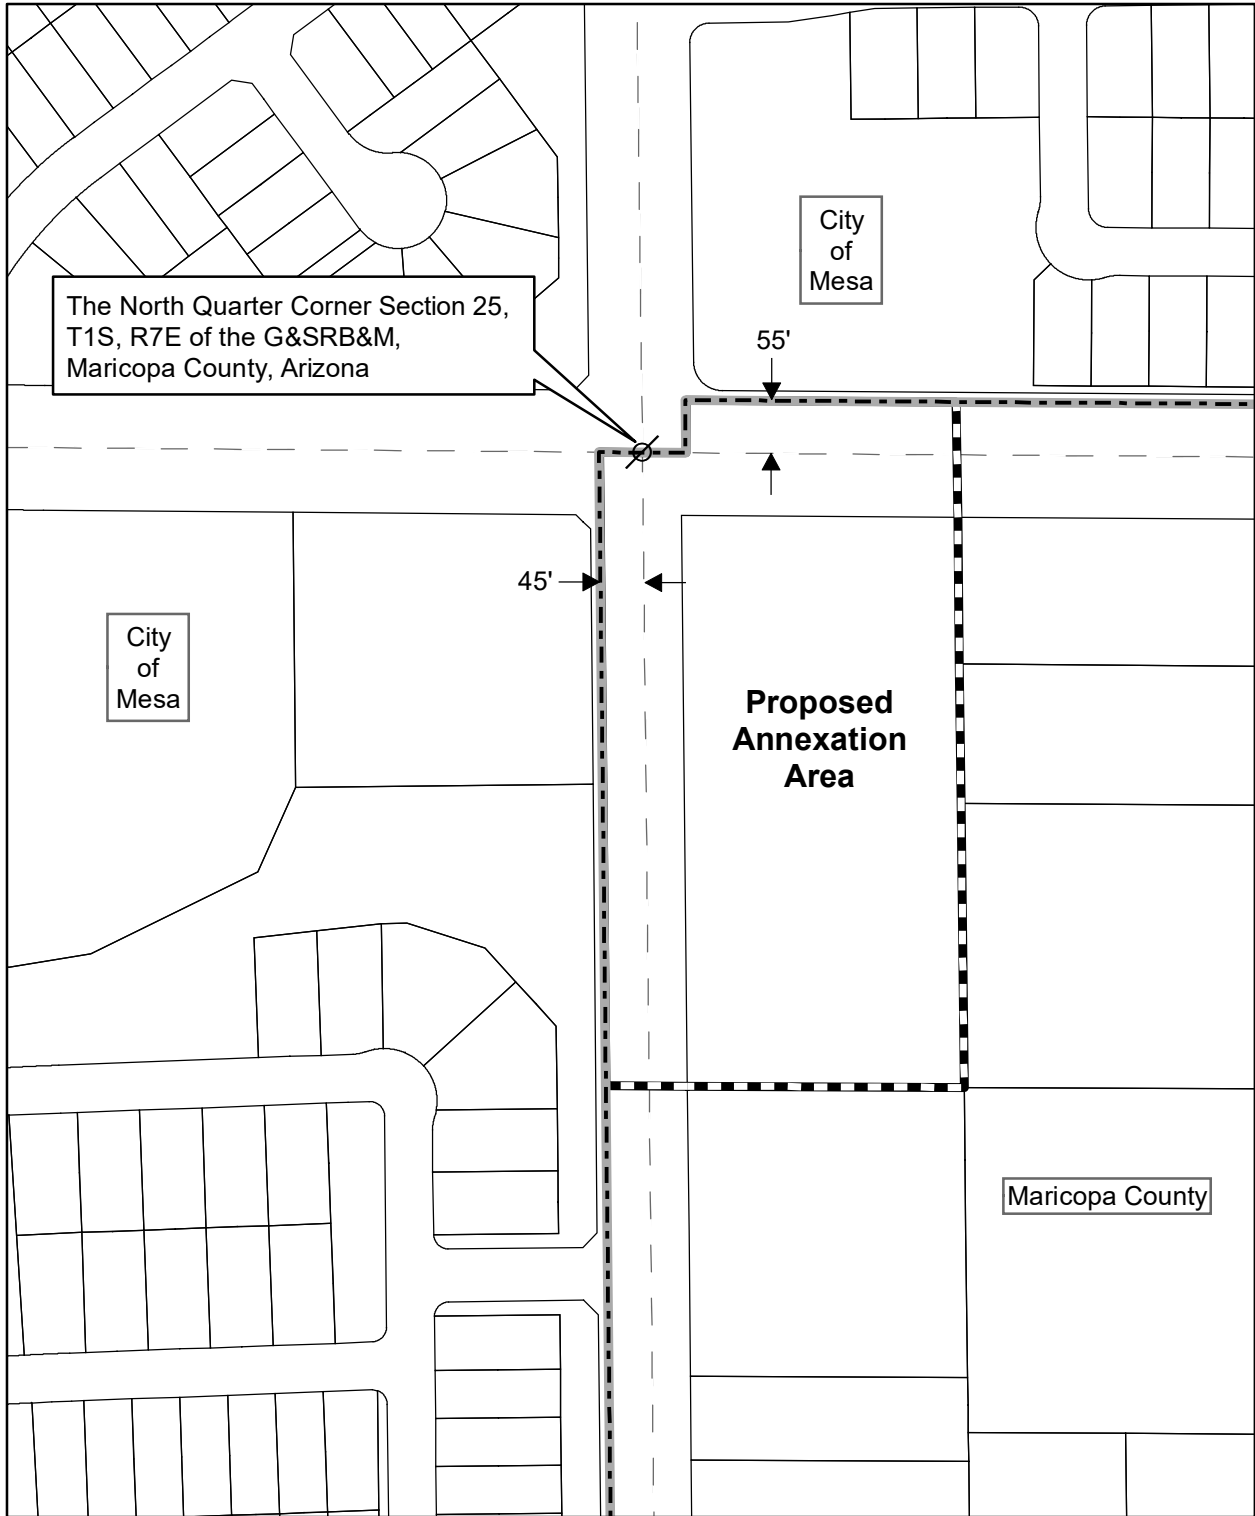 City
of
Mesa
The North Quarter Corner Section 25,
T1S, R7E of the G&SRB&M,
Maricopa County, Arizona
55'
45'
City
of
Mesa
Proposed
Annexation
Area
Maricopa County